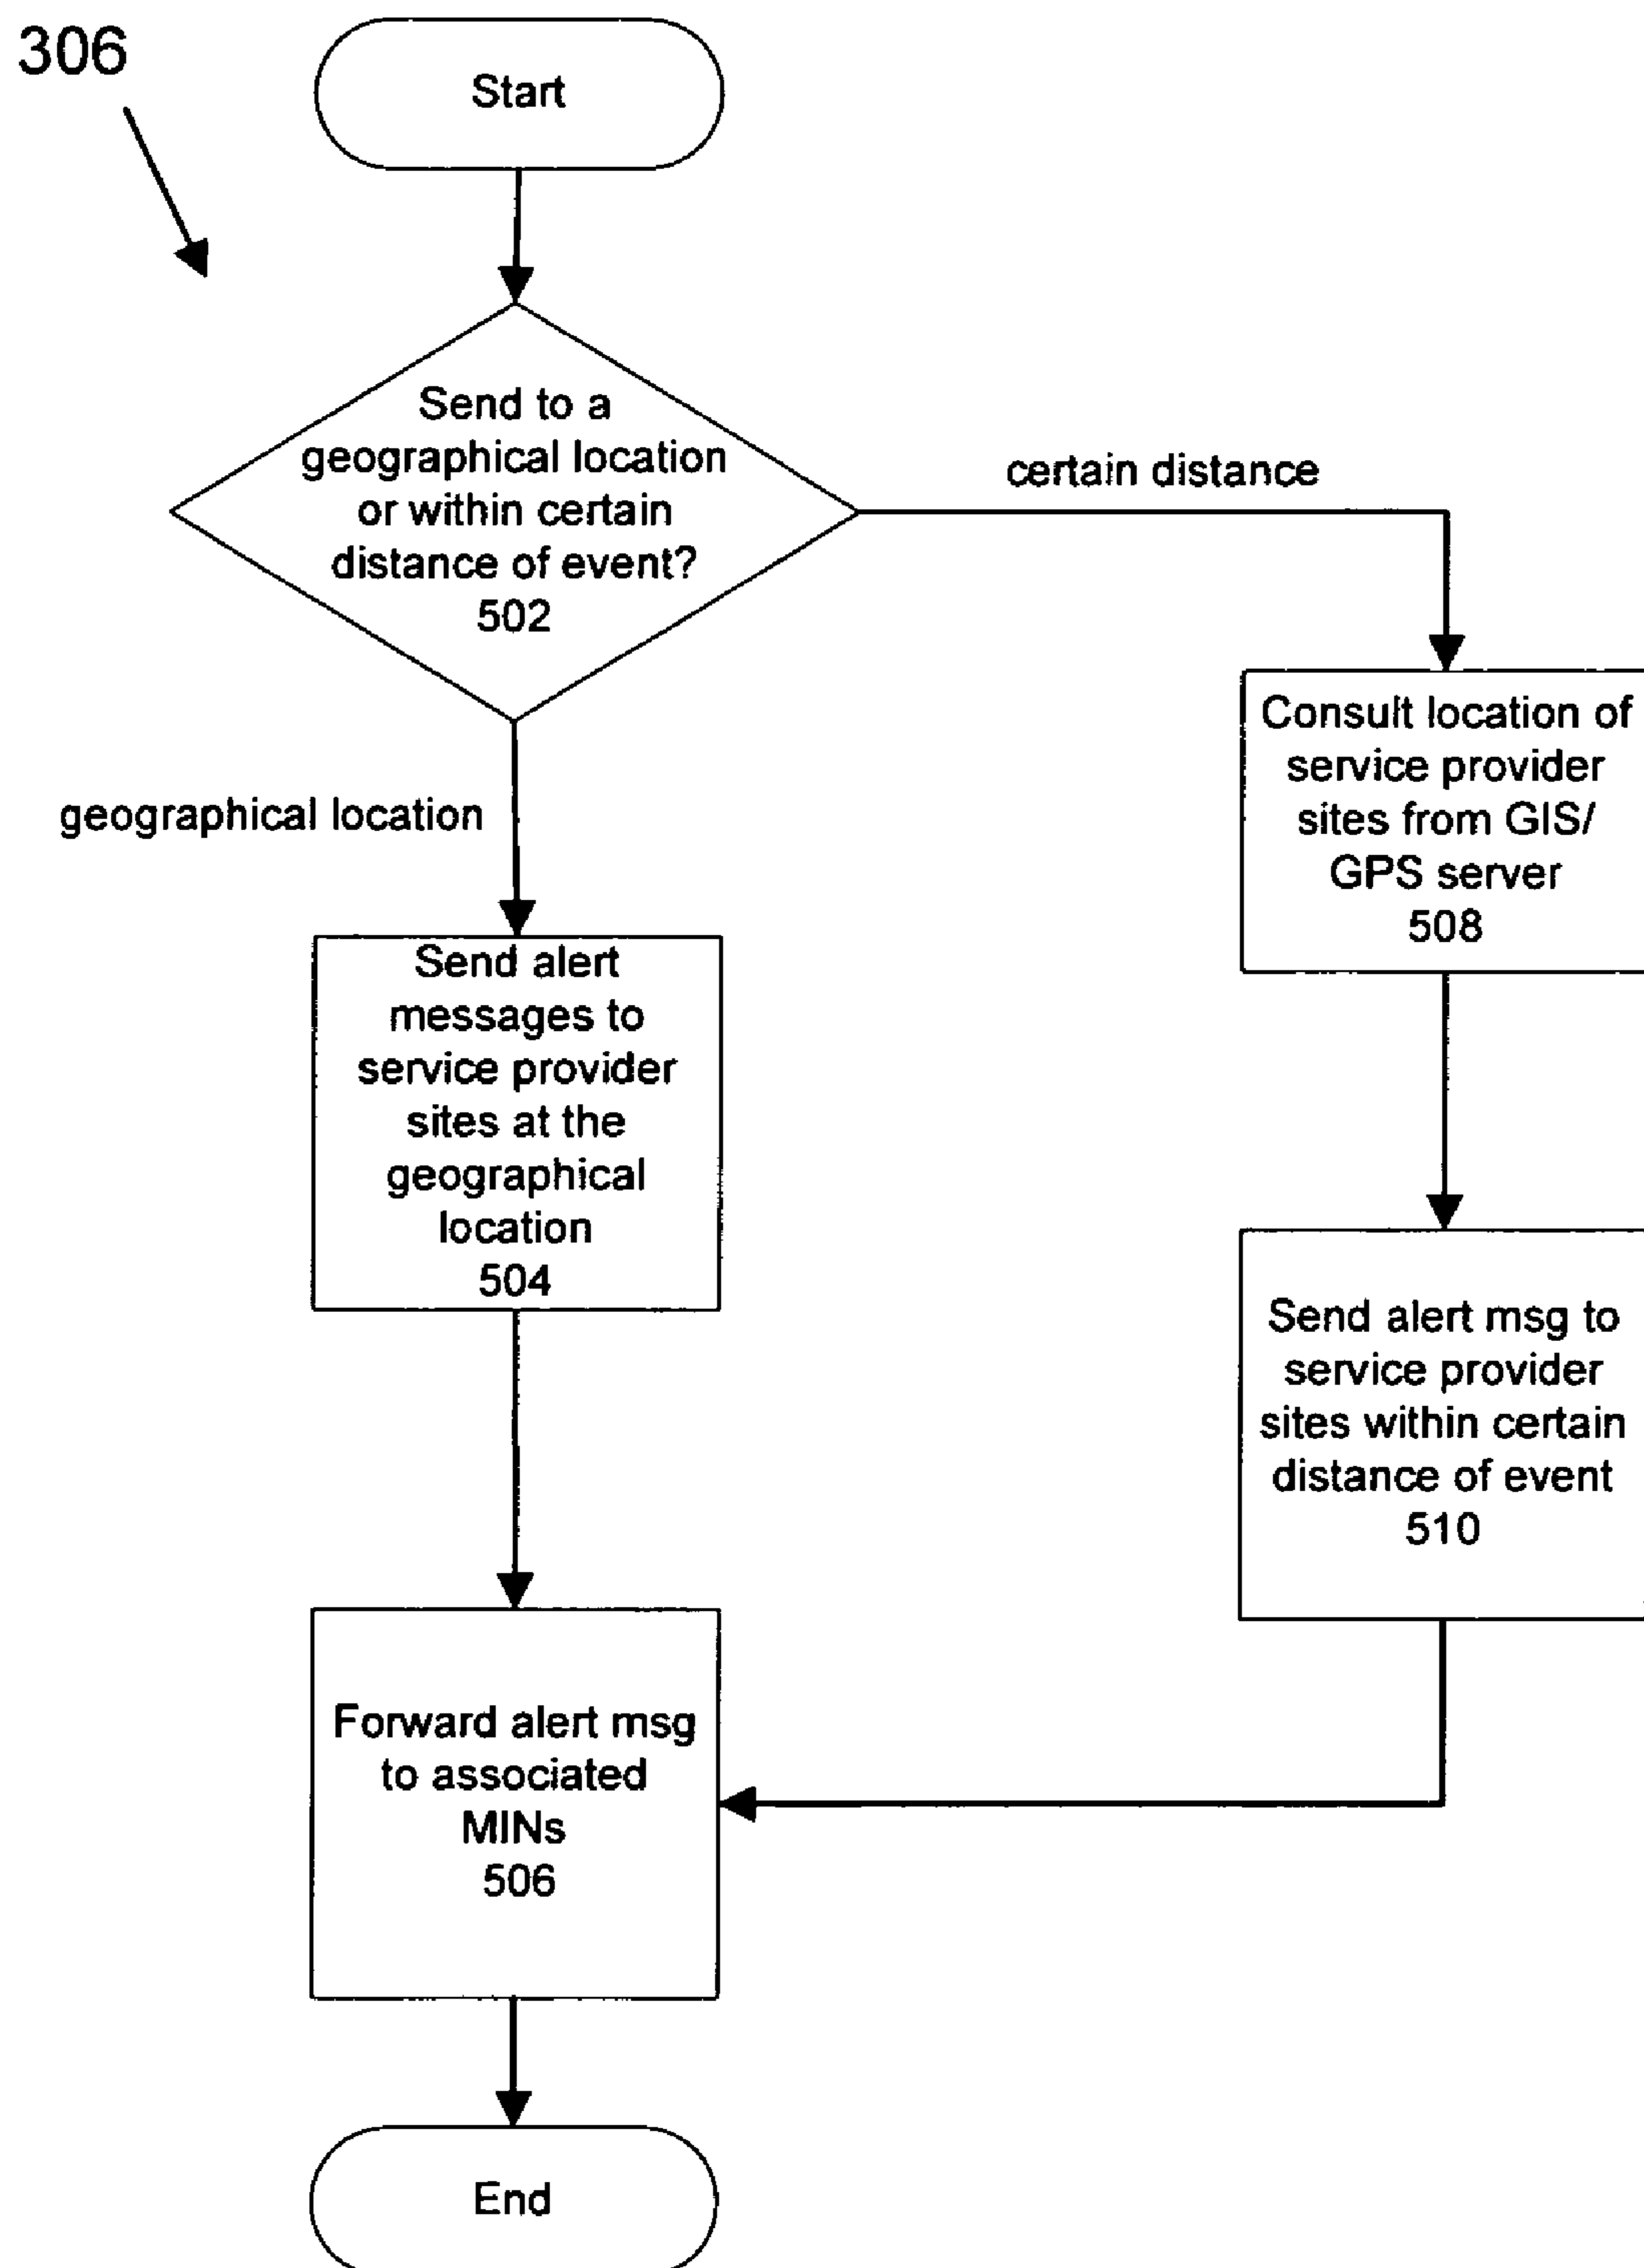 306
Start
Send to a
geographical location
or within certain
distance of event?
502
certain distance
geographical location
Consult location of
service provider
sites from GIS/
GPS server
508
Send alert
messages to
service provider
sites at the
geographical
location
504
Send alert msg to
service provider
sites within certain
distance of event
510
Forward alert msg
to associated
MINs
506
End